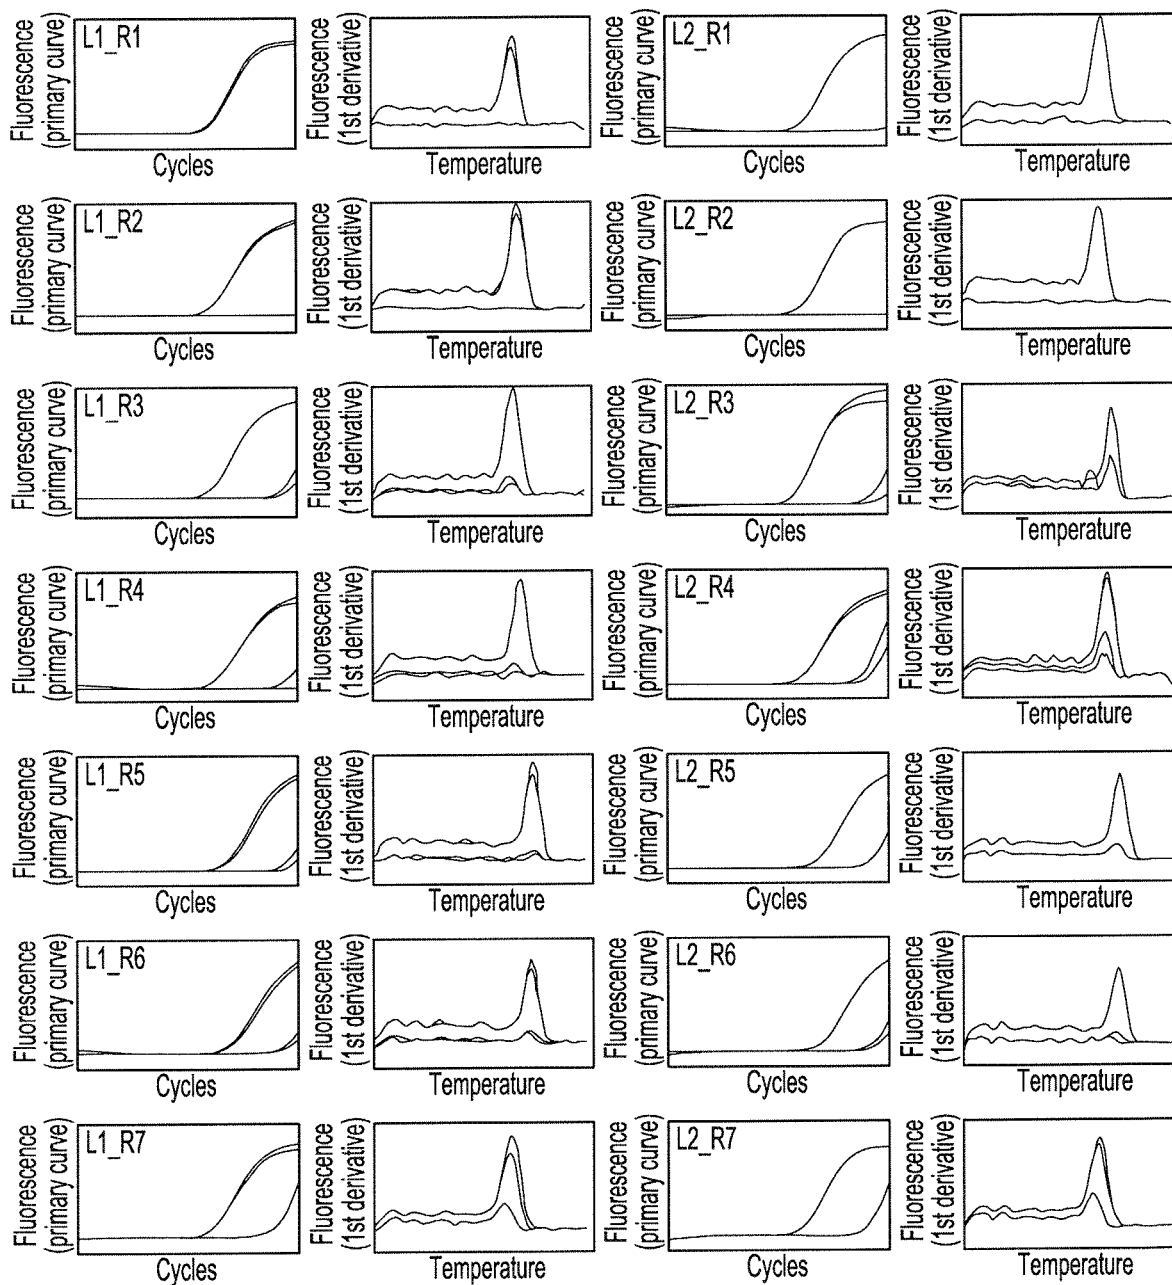 Fluorescence
(primary curve)
L1_R1
Cycles
Fluorescence
(1st derivative)
Temperature
Fluorescence
(primary curve)
L2_R1
Cycles
Fluorescence
(1st derivative)
Temperature
Fluorescence
(primary curve)
L1_R2
Cycles
Fluorescence
(1st derivative)
Temperature
Fluorescence
(primary curve)
L2_R2
Cycles
Fluorescence
(1st derivative)
Temperature
Fluorescence
(primary curve)
L1_R3
Cycles
Fluorescence
(1st derivative)
Temperature
Fluorescence
(primary curve)
L2_R3
Cycles
Fluorescence
(1st derivative)
Temperature
Fluorescence
(primary curve)
L1_R4
Cycles
Fluorescence
(1st derivative)
Temperature
Fluorescence
(primary curve)
L2_R4
Cycles
Fluorescence
(1st derivative)
Temperature
Fluorescence
(primary curve)
L1_R5
Cycles
Fluorescence
(1st derivative)
Temperature
Fluorescence
(primary curve)
L2_R5
Cycles
Fluorescence
(1st derivative)
Temperature
Fluorescence
(primary curve)
L1_R6
Cycles
Fluorescence
(1st derivative)
Temperature
Fluorescence
(primary curve)
L2_R6
Cycles
Fluorescence
(1st derivative)
Temperature
Fluorescence
(primary curve)
L1_R7
Cycles
Fluorescence
(1st derivative)
Temperature
Fluorescence
(primary curve)
L2_R7
Cycles
Fluorescence
(1st derivative)
Temperature